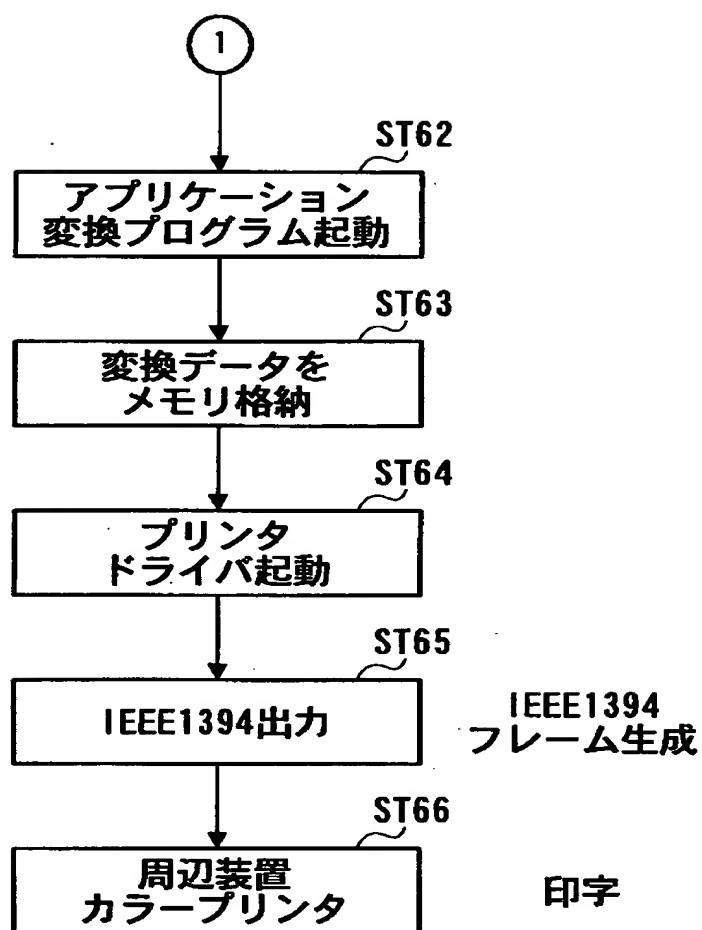 1
ST62
アプリケーション
変換プログラム起動
ST63
変換データを
メモリ格納
ST64
プリンタ
ドライバ起動
ST65
IEEE1394出力
IEEE1394
フレーム生成
ST66
周辺装置
カラープリンタ
印字